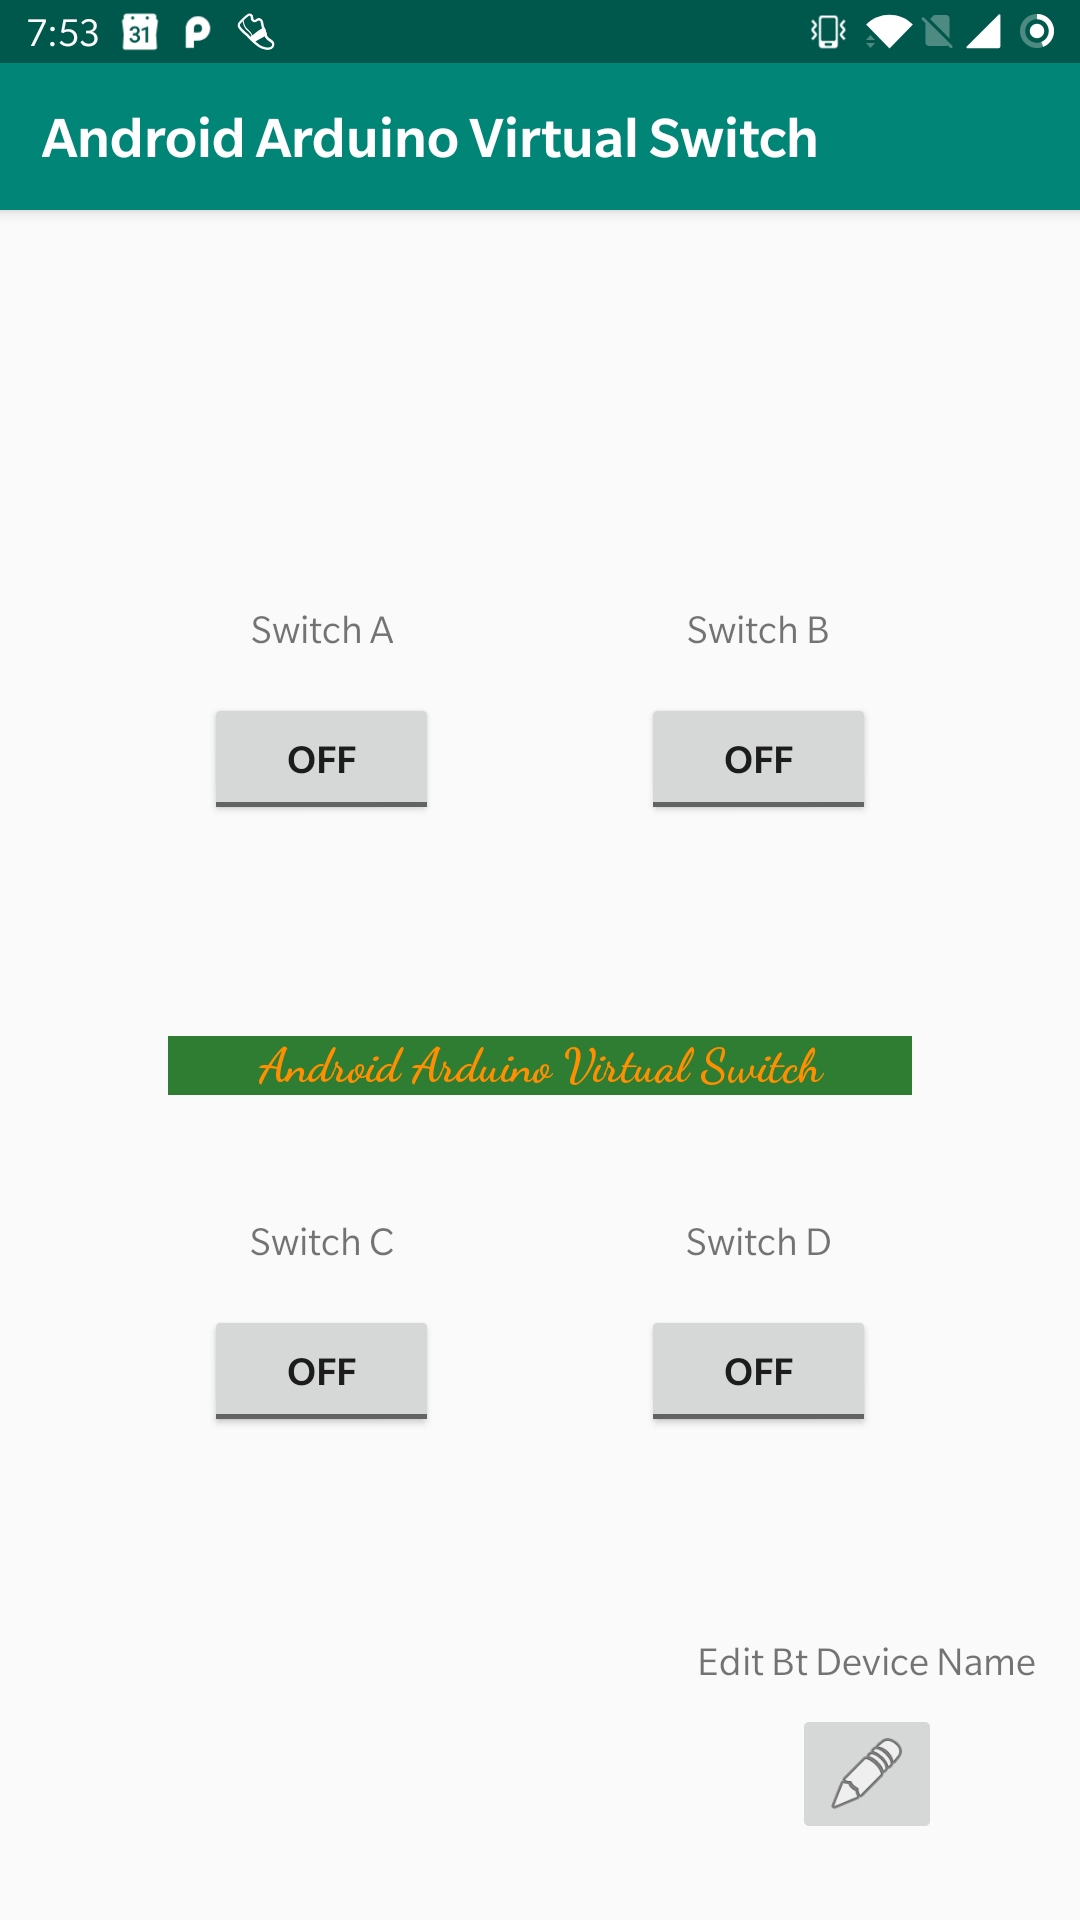 7:53 31
Android Arduino Virtual Switch
Switch A Switch B
OFF OFF
Android Arduino Virtual Switch
Switch C Switch D
OFF OFF
Edit Bt Device Name